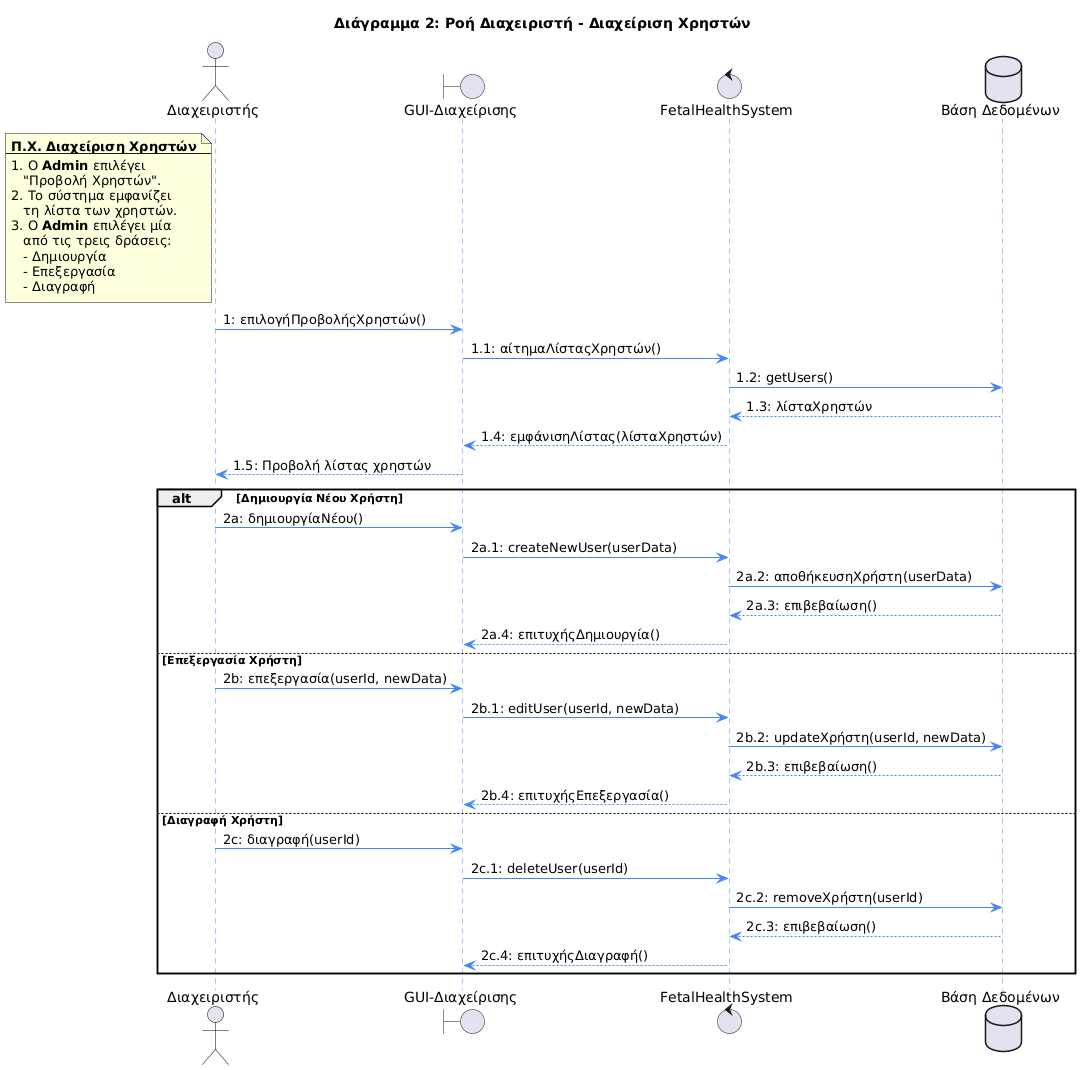 Διάγραμμα 2: Ροή Διαχειριστή - Διαχείριση Χρηστών
Διαχειριστής
GUI-Διαχείρισης
FetalHealthSystem
Βάση Δεδομένων
Π.Χ. Διαχείριση Χρηστών
1. Ο Admin επιλέγει
"Προβολή Χρηστών".
2. Το σύστημα εμφανίζει
τη λίστα των χρηστών.
3. Ο Admin επιλέγει μία
από τις τρεις δράσεις:
- Δημιουργία
- Επεξεργασία
- Διαγραφή
1: επιλογήΠροβολήςΧρηστών()
1.1: αίτημαΛίσταςΧρηστών()
1.2: getUsers()
1.3: λίσταΧρηστών
1.4: εμφάνισηΛίστας(λίσταΧρηστών)
1.5: Προβολή λίστας χρηστών
alt [Δημιουργία Νέου Χρήστη]
2a: δημιουργίαΝέου()
2a.1: createNewUser(userData)
2a.2: αποθήκευσηΧρήστη(userData)
2a.3: επιβεβαίωση()
2a.4: επιτυχήςΔημιουργία()
[Επεξεργασία Χρήστη]
2b: επεξεργασία(userId, newData)
2b.1: editUser(userId, newData)
2b.2: updateΧρήστη(userId, newData)
2b.3: επιβεβαίωση()
2b.4: επιτυχήςΕπεξεργασία()
[Διαγραφή Χρήστη]
2c: διαγραφή(userId)
2c.1: deleteUser(userId)
2c.2: removeΧρήστη(userId)
2c.3: επιβεβαίωση()
2c.4: επιτυχήςΔιαγραφή()
Διαχειριστής
GUI-Διαχείρισης
FetalHealthSystem
Βάση Δεδομένων